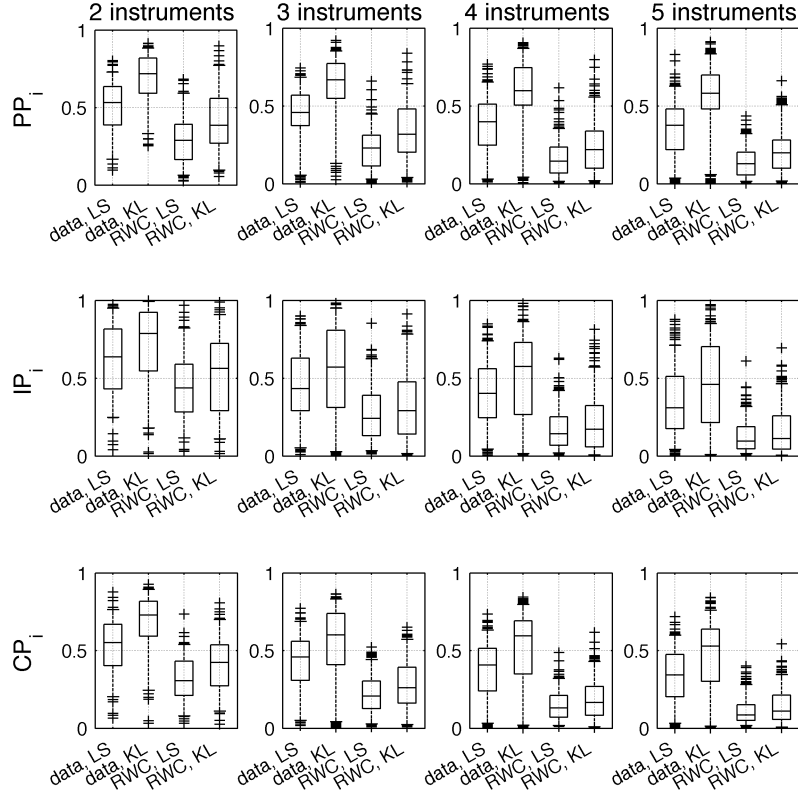 2 instruments 3 instruments 4 instruments 5 instruments
PPi
1 1 1 1
0.5 0.5 0.5 0.5
0 0 0 0
data, LS data, KL RWC, LS RWC, KL data, LS data, KL RWC, LS RWC, KL data, LS data, KL RWC, LS RWC, KL data, LS data, KL RWC, LS RWC, KL
IPi
1 1 1 1
0.5 0.5 0.5 0.5
0 0 0 0
data, LS data, KL RWC, LS RWC, KL data, LS data, KL RWC, LS RWC, KL data, LS data, KL RWC, LS RWC, KL data, LS data, KL RWC, LS RWC, KL
CPi
1 1 1 1
0.5 0.5 0.5 0.5
0 0 0 0
data, LS data, KL RWC, LS RWC, KL data, LS data, KL RWC, LS RWC, KL data, LS data, KL RWC, LS RWC, KL data, LS data, KL RWC, LS RWC, KL